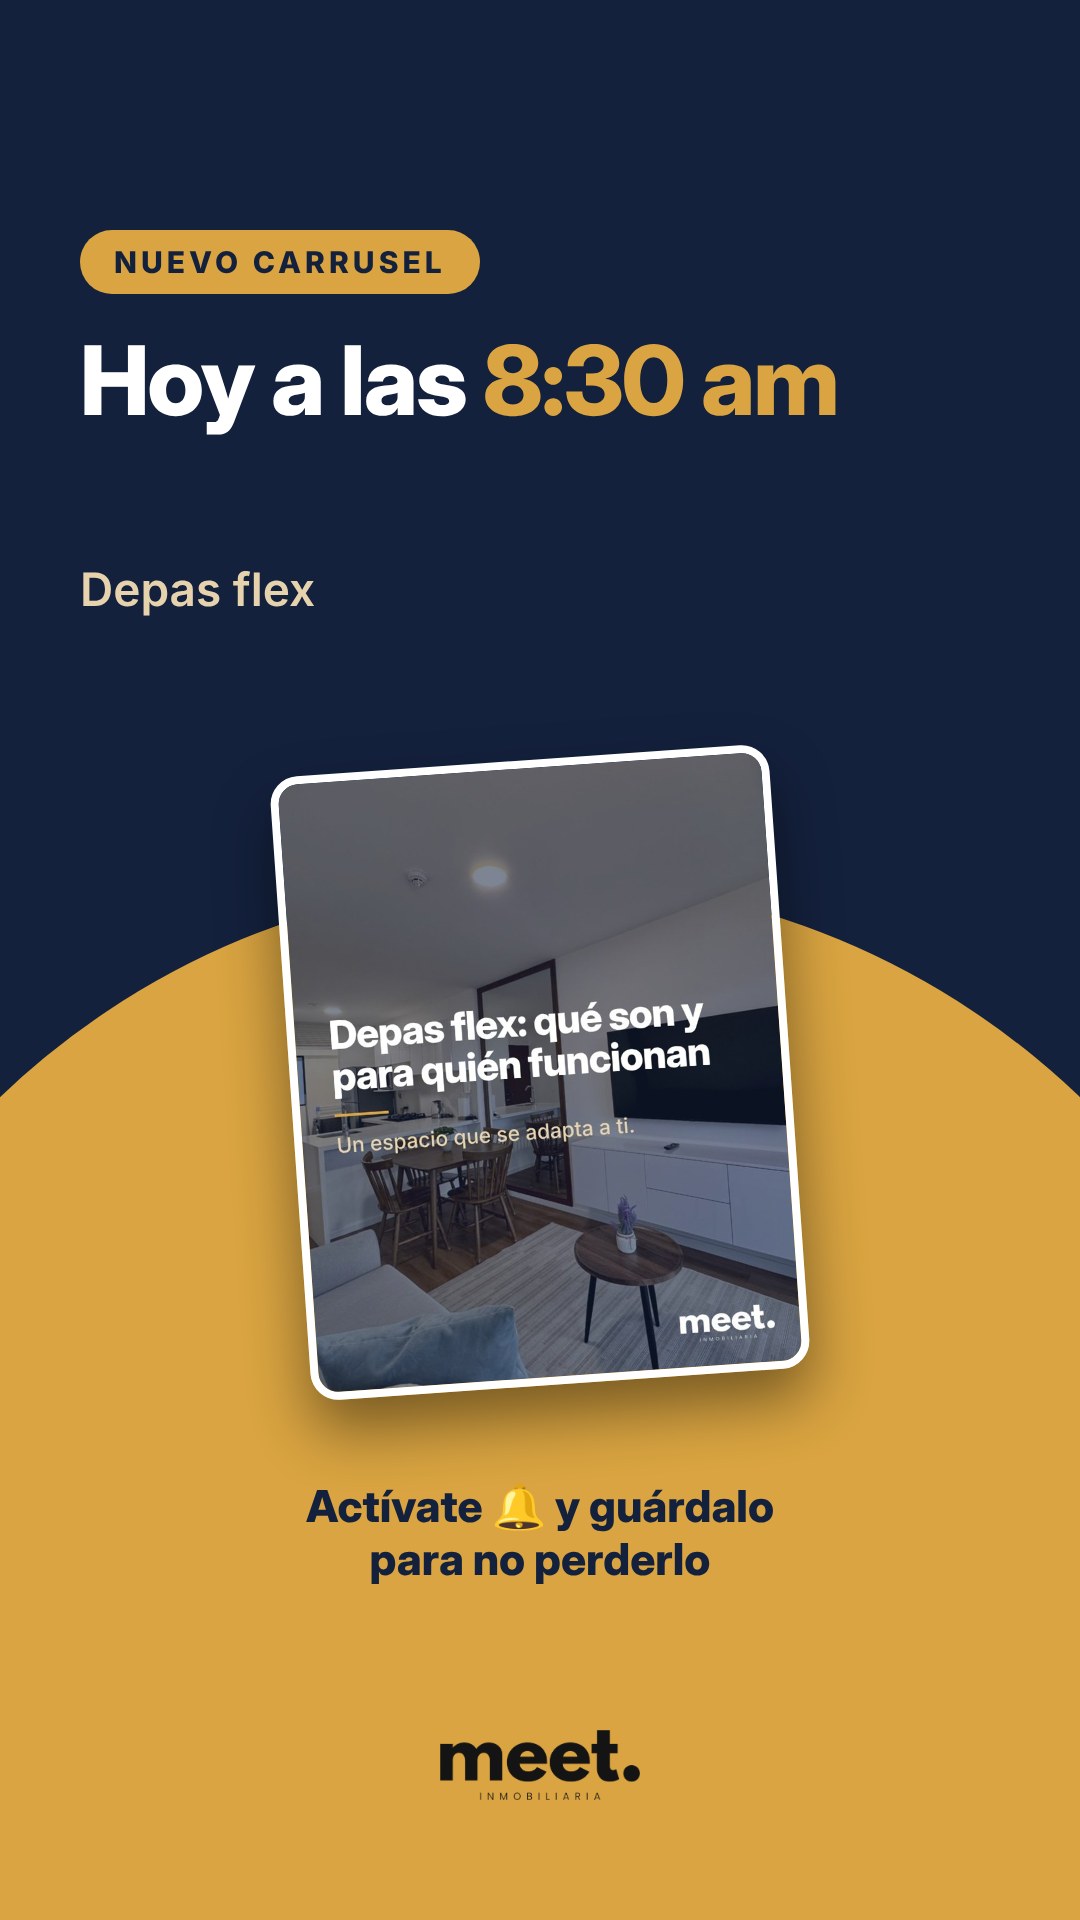 NUEVO CARRUSEL
Hoy a las 8:30 am
Depas flex
Depas flex: qué son y
para quién funcionan
Un espacio que se adapta a ti.
meet.
INMOBILIARIA
Actívate 🔔 y guárdalo
para no perderlo
meet.
INMOBILIARIA